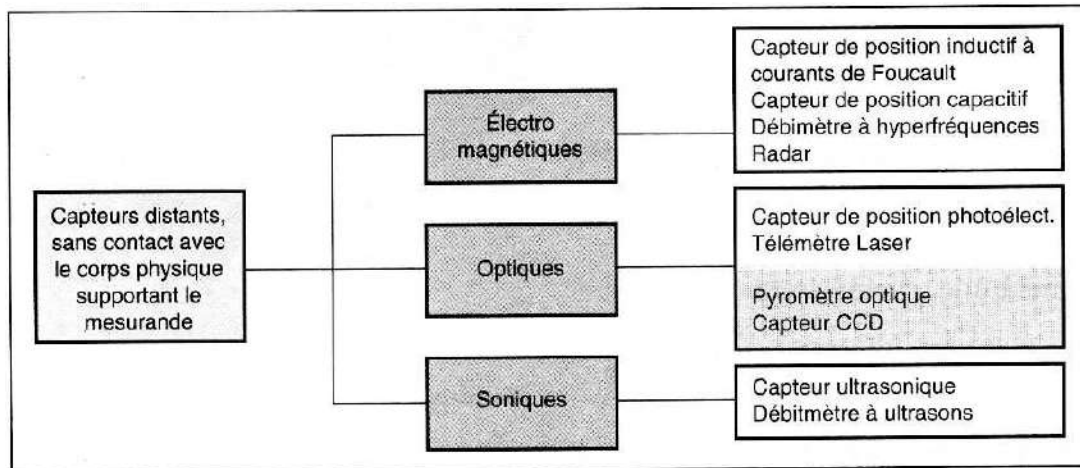 Capteurs distants,
sans contact avec
le corps physique
supportant le
mesurande
Électro
magnétiques
Capteur de position inductif à
courants de Foucault
Capteur de position capacitif
Débimètre à hyperfréquences
Radar
Optiques
Capteur de position photoélect.
Télémètre Laser
Pyromètre optique
Capteur CCD
Soniques
Capteur ultrasonique
Débitmètre à ultrasons